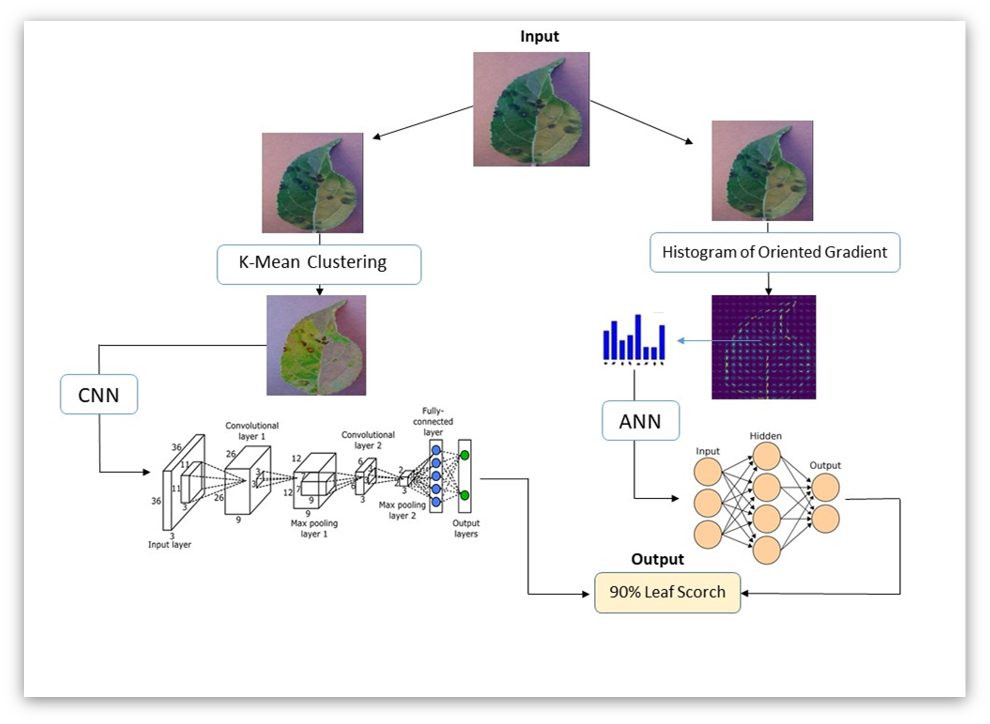 Input
K-Mean Clustering
Histogram of Oriented Gradient
CNN
ANN
36
11
11
3
36
3
Input layer
Convolutional
layer 1
26
3
3
26
9
12
12
7
9
Max pooling
layer 1
Convolutional
layer 2
6
3
3
6
3
2
3
Max pooling
layer 2
Fully-
connected
layer
Output
layers
Input
Hidden
Output
Output
90% Leaf Scorch